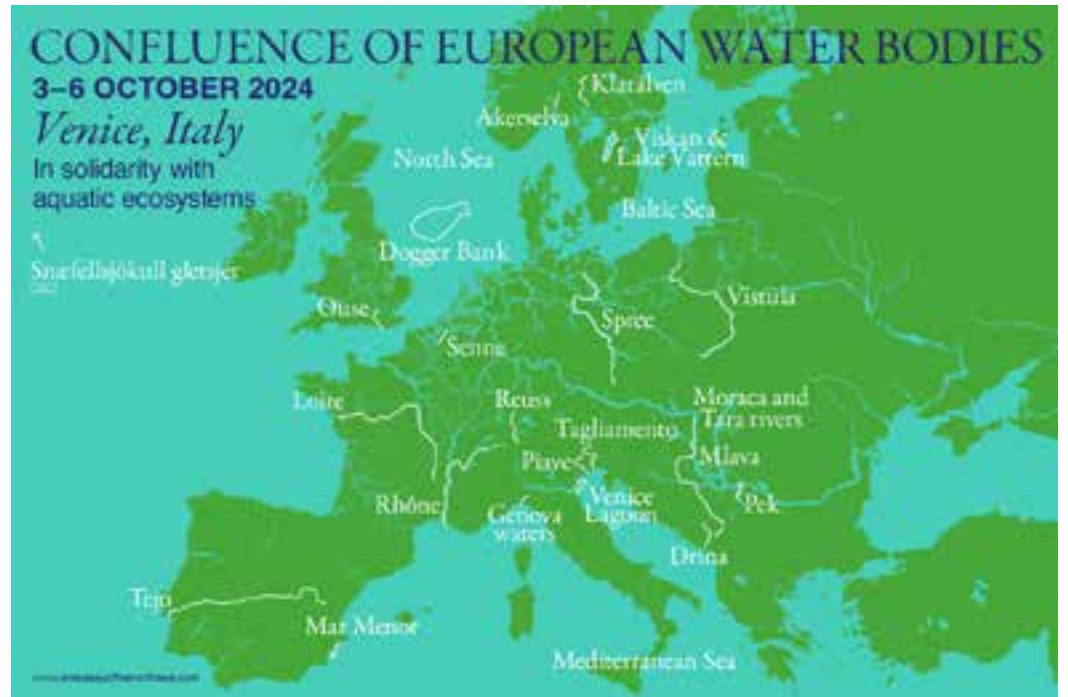 CONFLUENCE OF EUROPEAN WATER BODIES
3–6 OCTOBER 2024
Venice, Italy
In solidarity with
aquatic ecosystems
Klarälven
Akerselva
Viskan &
Lake Vättern
North Sea
Baltic Sea
Dogger Bank
Snæfellsjökull gletsjer
Ouse
Vistula
Spree
Senne
Loire
Reuss
Moraca and
Tara rivers
Tagliamento
Piave
Mlava
Rhône
Venice
Lagoon
Pek
Genova
waters
Drina
Tejo
Mar Menor
Mediterranean Sea